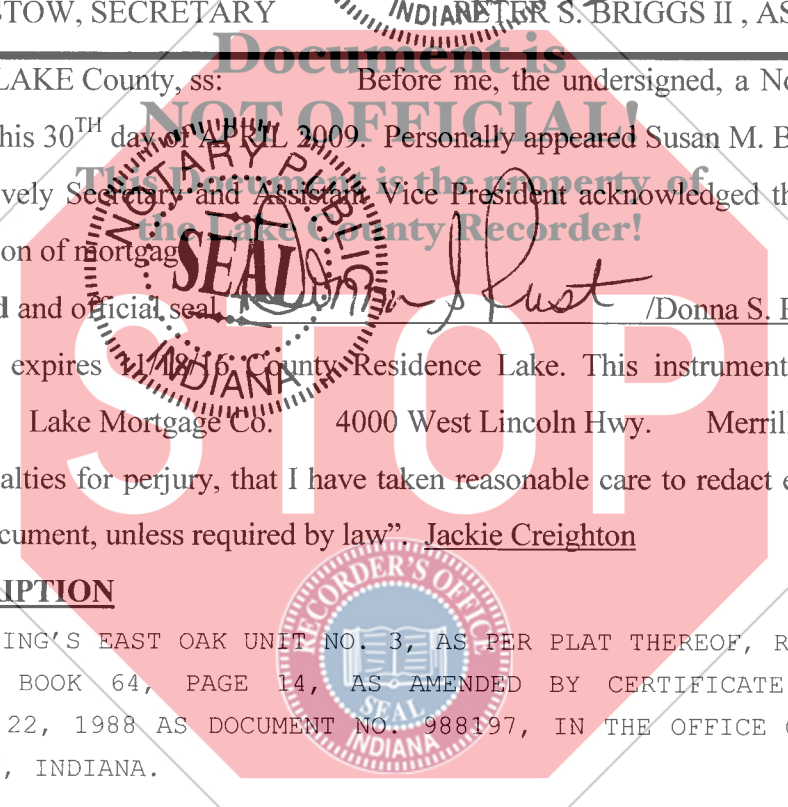 STOW, SECRETARY INDIANA PETER S. BRIGGS II , AS
Document is
LAKE County, ss: Before me, the undersigned, a No
NOT OFFICIAL!
his 30TH day of APRIL 2009. Personally appeared Susan M. B
This Document is the property of
vely Secretary and Assistant Vice President acknowledged th
the Lake County Recorder!
on of mortgag
NOTARY PUBLIC
SEAL
INDIANA
d and official seal Donna S Rust /Donna S.
expires 11/18/16 County Residence Lake. This instrument
Lake Mortgage Co. 4000 West Lincoln Hwy. Merrill
STOP
alties for perjury, that I have taken reasonable care to redact e
cument, unless required by law”. Jackie Creighton
RIPTION
RECORDER'S OFFICE
SEAL
INDIANA
ING'S EAST OAK UNIT NO. 3, AS PER PLAT THEREOF, R
BOOK 64, PAGE 14, AS AMENDED BY CERTIFICATE
22, 1988 AS DOCUMENT NO. 988197, IN THE OFFICE O
, INDIANA.